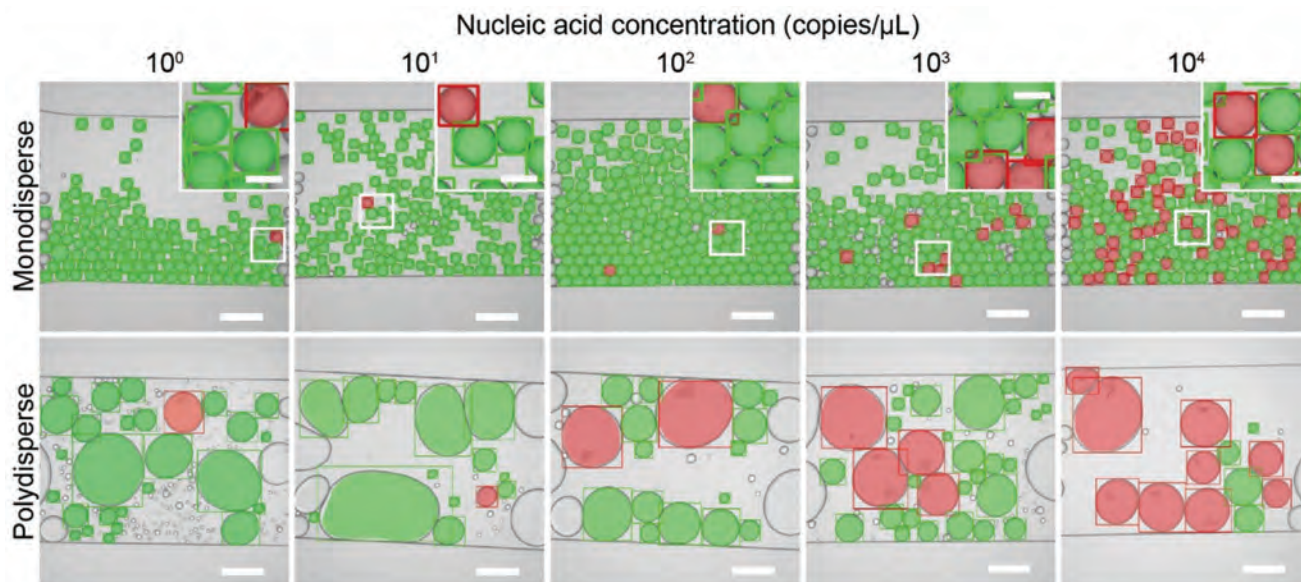 Nucleic acid concentration (copies/µL)
10⁰ 10¹ 10² 10³ 10⁴
Monodisperse
Polydisperse